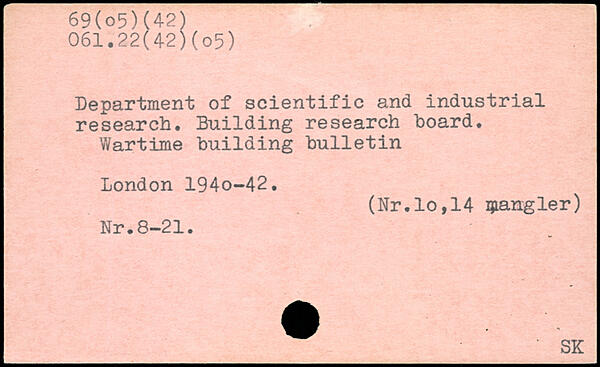 69(o5)(42)
061.22(42)(o5)
Department of scientific and industrial
research. Building research board.
Wartime building bulletin
London 194o-42.
(Nr.lo,14 mangler)
Nr.8-21.
SK